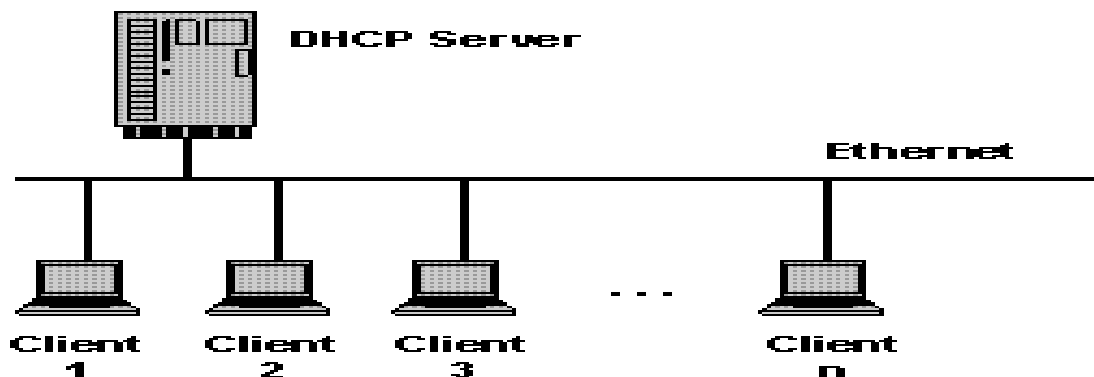 DHCP Server
Ethernet
Client
1
Client
2
Client
3
. . .
Client
n